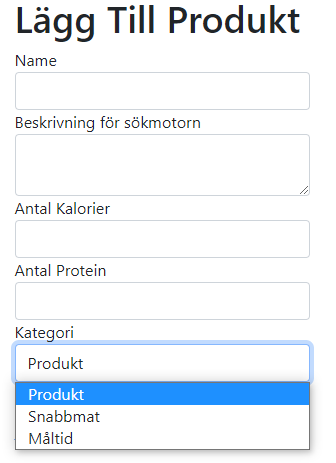 Lägg Till Produkt
Name
Beskrivning för sökmotorn
Antal Kalorier
Antal Protein
Kategori
Produkt
Produkt
Snabbmat
Måltid